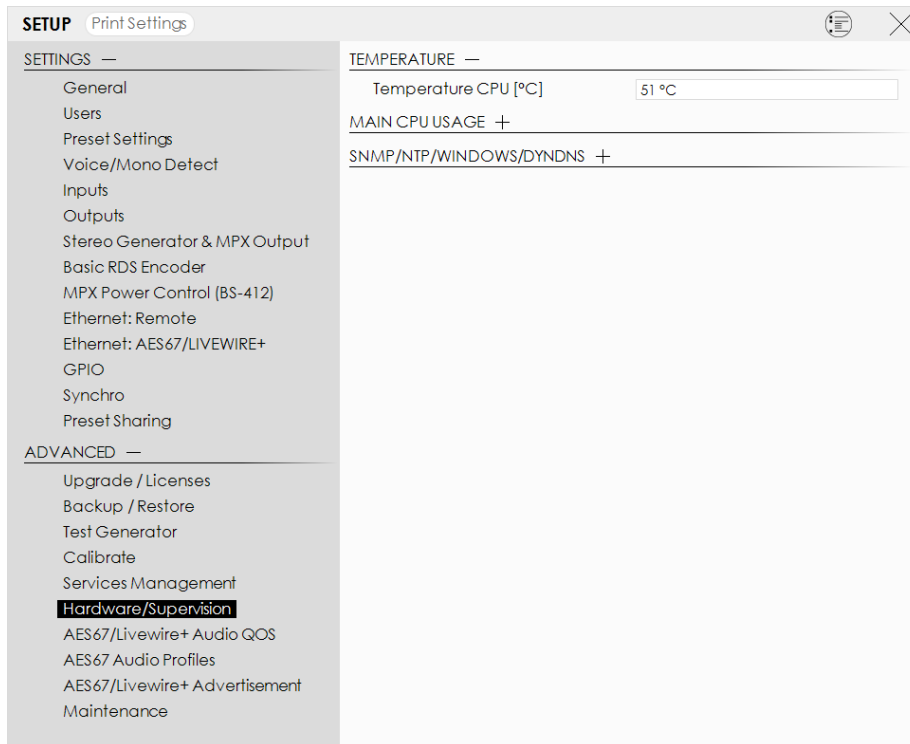 SETUP Print Settings
SETTINGS —
General
Users
Preset Settings
Voice/Mono Detect
Inputs
Outputs
Stereo Generator & MPX Output
Basic RDS Encoder
MPX Power Control (BS-412)
Ethernet: Remote
Ethernet: AES67/LIVEWIRE+
GPIO
Synchro
Preset Sharing
ADVANCED —
Upgrade / Licenses
Backup / Restore
Test Generator
Calibrate
Services Management
Hardware/Supervision
AES67/Livewire+ Audio QOS
AES67 Audio Profiles
AES67/Livewire+ Advertisement
Maintenance
TEMPERATURE —
Temperature CPU [°C] 51 °C
MAIN CPU USAGE +
SNMP/NTP/WINDOWS/DYNDNS +